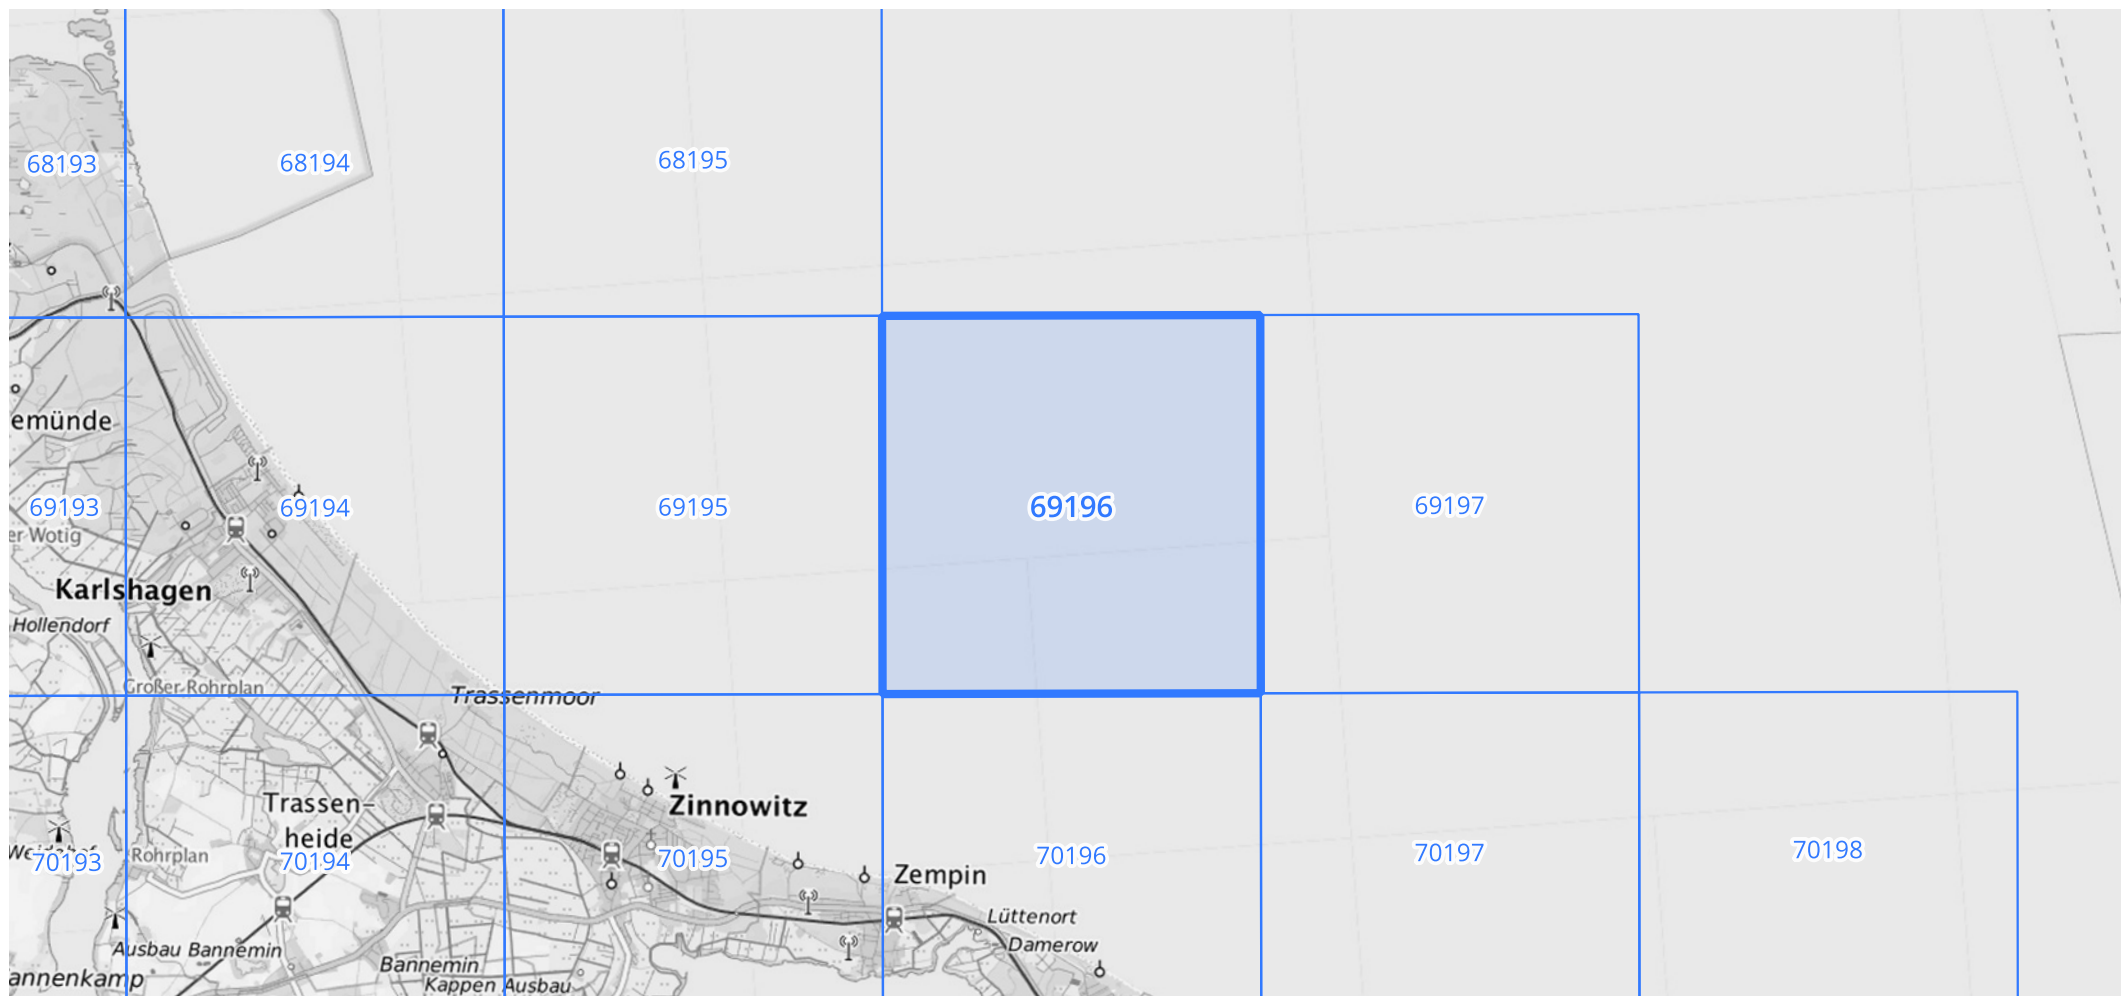 68193
68194
68195
emünde
69193
69194
69195
69196
69197
er Wotig
Karlshagen
Hollendorf
Großer Rohrplan
Trassenmoor
Trassen-
heide
Zinnowitz
70193
Rohrplan
70194
70195
70196
70197
70198
Zempin
Lüttenort
Damerow
Ausbau Bannemin
Bannemin
annenkamp
Kappen Ausbau